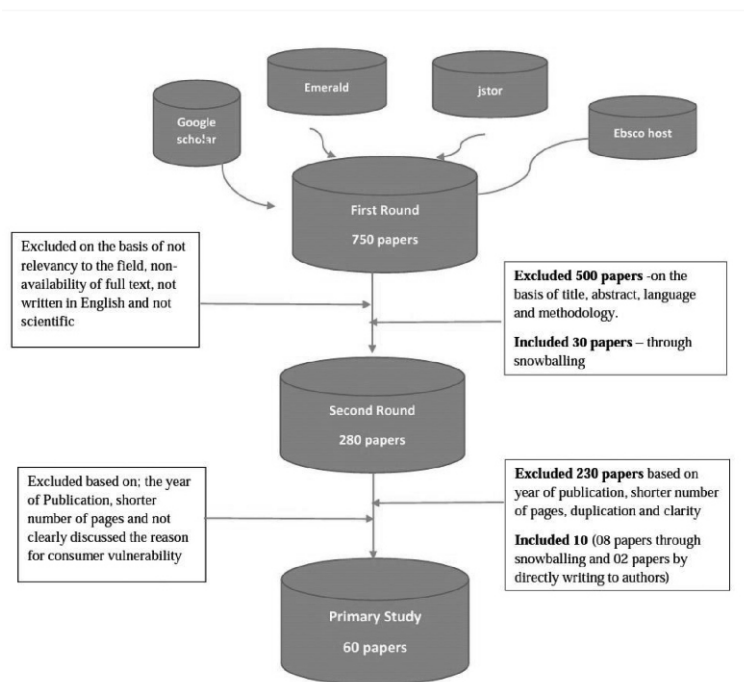 Emerald
jstor
Google
scholar
Ebsco host
First Round
750 papers
Excluded on the basis of not
relevancy to the field, non-
availability of full text, not
written in English and not
scientific
Excluded 500 papers -on the
basis of title, abstract, language
and methodology.
Included 30 papers – through
snowballing
Second Round
280 papers
Excluded based on; the year
of Publication, shorter
number of pages and not
clearly discussed the reason
for consumer vulnerability
Excluded 230 papers based on
year of publication, shorter number
of pages, duplication and clarity
Included 10 (08 papers through
snowballing and 02 papers by
directly writing to authors)
Primary Study
60 papers